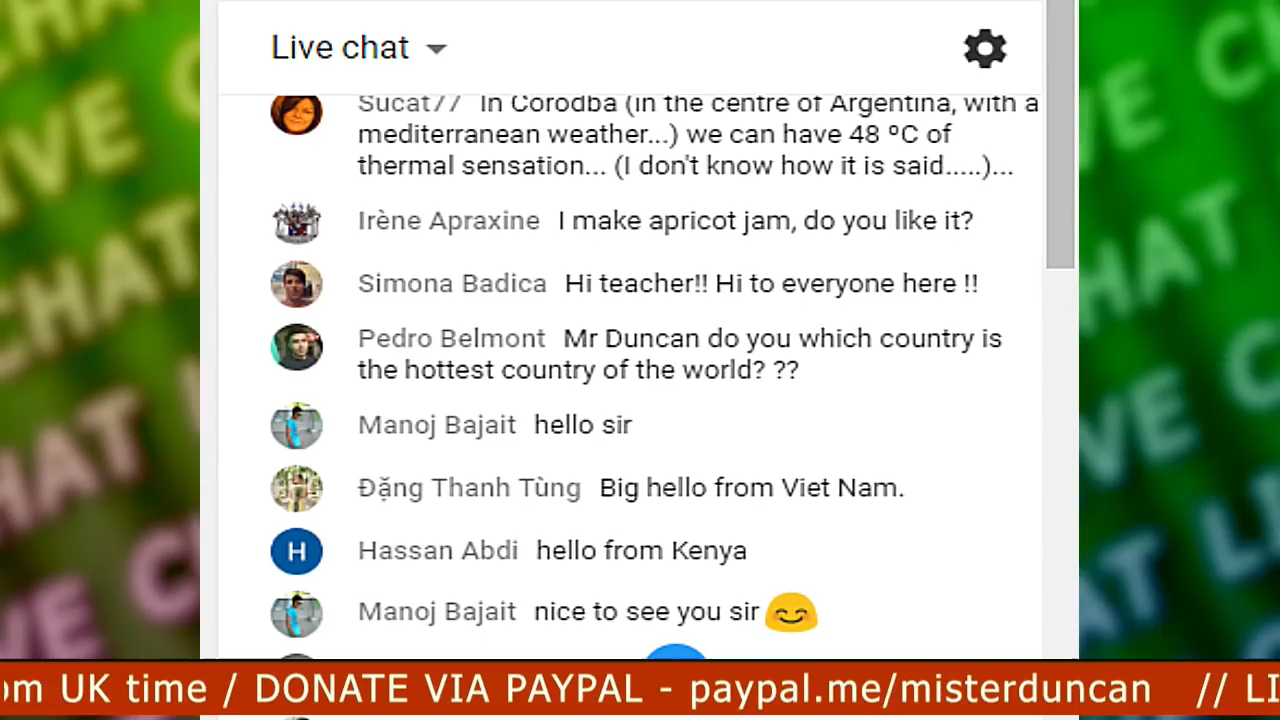 Live chat
Sucat77 In Corodba (in the centre of Argentina, with a
mediterranean weather...) we can have 48 ºC of
thermal sensation... (I don't know how it is said.....)...
Irène Apraxine I make apricot jam, do you like it?
Simona Badica Hi teacher!! Hi to everyone here !!
Pedro Belmont Mr Duncan do you which country is
the hottest country of the world? ??
Manoj Bajait hello sir
Đặng Thanh Tùng Big hello from Viet Nam.
H Hassan Abdi hello from Kenya
Manoj Bajait nice to see you sir 😊
om UK time / DONATE VIA PAYPAL - paypal.me/misterduncan // LI